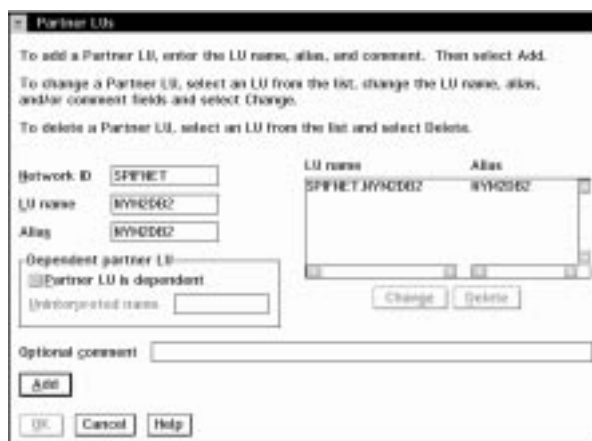 Partner LUs
To add a Partner LU, enter the LU name, alias, and comment. Then select Add.
To change a Partner LU, select an LU from the list, change the LU name, alias,
and/or comment fields and select Change.
To delete a Partner LU, select an LU from the list and select Delete.
Network ID SPIFNET
LU name NYM2DB2
Alias NYM2DB2
LU name Alias
SPIFNET.NYM2DB2 NYM2DB2
Dependent partner LU
Partner LU is dependent
Uninterpreted name
Change Delete
Optional comment
Add
OK Cancel Help